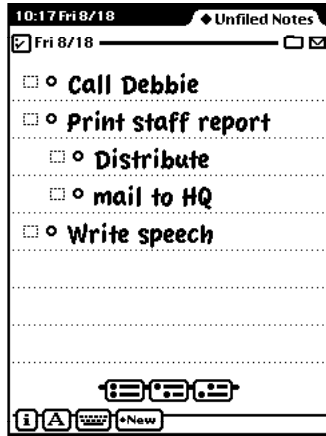 10:17 Fri 8/18 ◆ Unfiled Notes
Fri 8/18
Call Debbie
Print staff report
Distribute
mail to HQ
Write speech
i A New